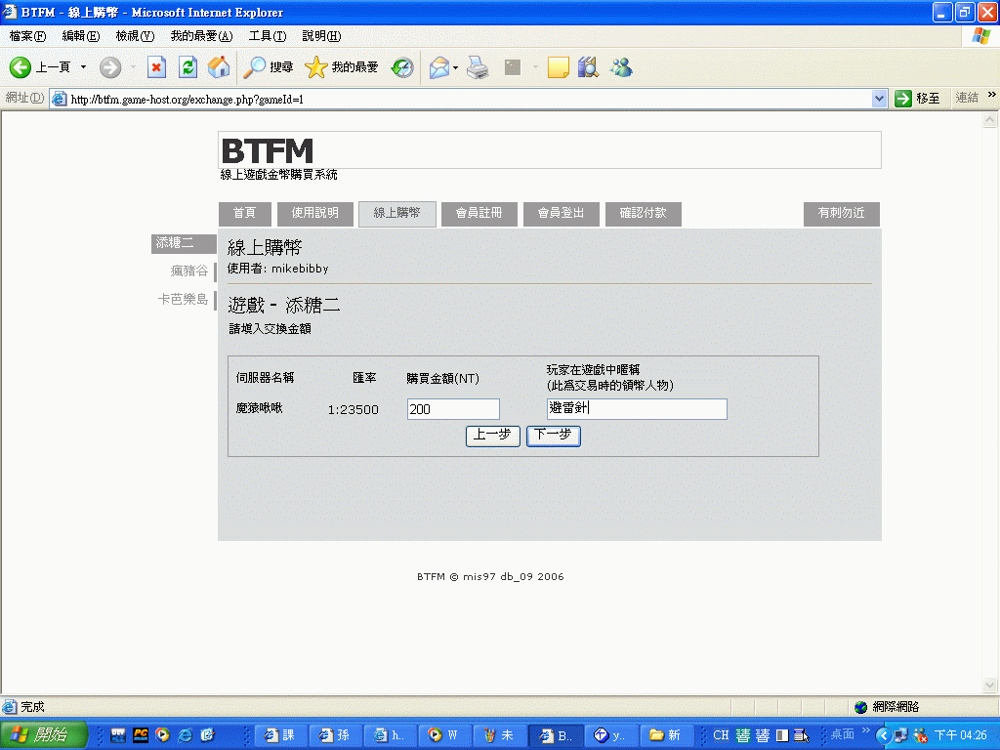 BTFM - 線上購幣 - Microsoft Internet Explorer
檔案(F) 編輯(E) 檢視(V) 我的最愛(A) 工具(T) 說明(H)
上一頁 搜尋 我的最愛
網址(D) http://btfm.game-host.org/exchange.php?gameId=1 移至 連結 »
BTFM
線上遊戲金幣購買系統
首頁 使用說明 線上購幣 會員註冊 會員登出 確認付款 有刺勿近
添糖二
瘋豬谷
卡芭樂島
線上購幣
使用者: mikebibby
遊戲 - 添糖二
請填入交換金額
伺服器名稱 匯率 購買金額(NT) 玩家在遊戲中暱稱
(此為交易時的領幣人物)
魔猿啾啾 1:23500 200 避雷針
上一步 下一步
BTFM © mis97 db_09 2006
完成 網際網路
開始 課 孫 h.. W 未 B.. y.. 新 CH 桌面 » 下午 04:26